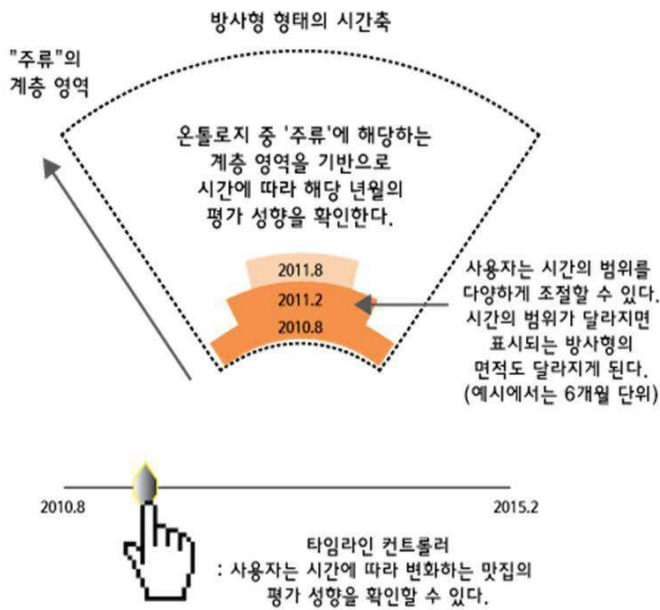 방사형 형태의 시간축
"주류"의
계층 영역
온톨로지 중 '주류'에 해당하는
계층 영역을 기반으로
시간에 따라 해당 년월의
평가 성향을 확인한다.
2011.8
2011.2
2010.8
사용자는 시간의 범위를
다양하게 조절할 수 있다.
시간의 범위가 달라지면
표시되는 방사형의
면적도 달라지게 된다.
(예시에서는 6개월 단위)
2010.8
2015.2
타임라인 컨트롤러
: 사용자는 시간에 따라 변화하는 맛집의
평가 성향을 확인할 수 있다.